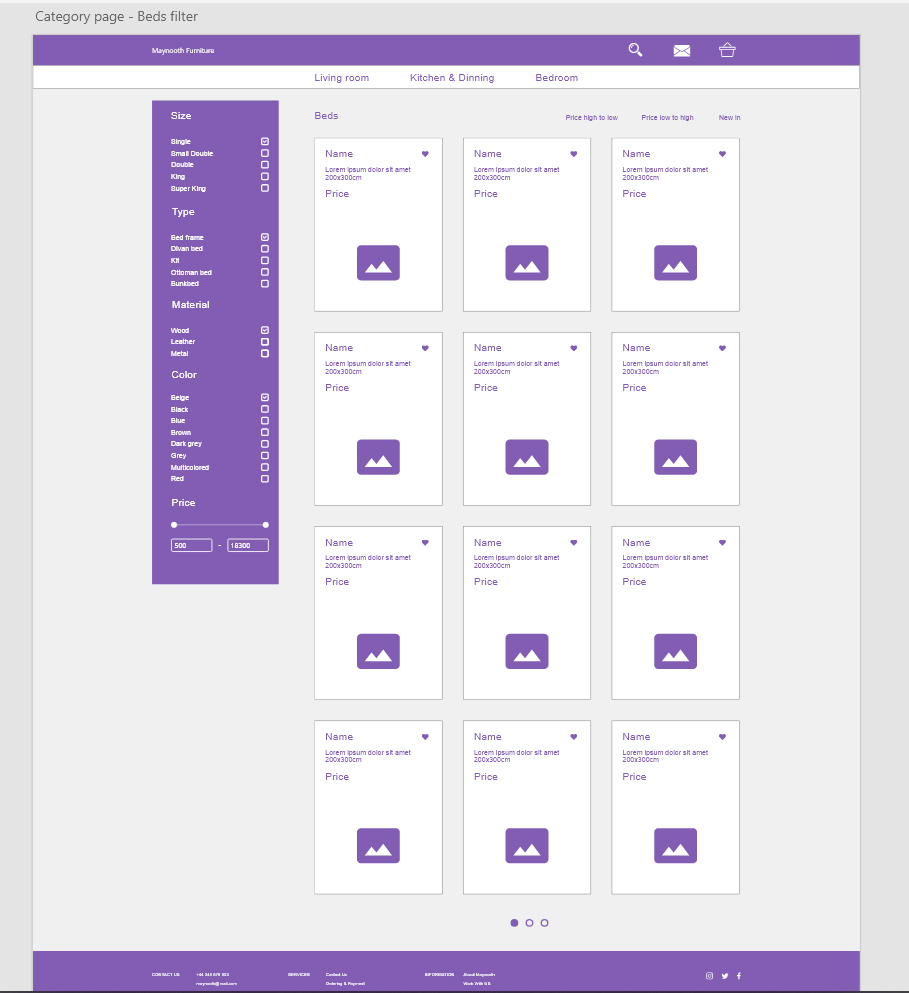 Category page - Beds filter
Maynooth Furniture
Living room Kitchen & Dinning Bedroom
Size
Single
Small Double
Double
King
Super King
Type
Bed frame
Divan bed
Kit
Ottoman bed
Bunkbed
Material
Wood
Leather
Metal
Color
Beige
Black
Blue
Brown
Dark grey
Grey
Multicolored
Red
Price
500 - 18300
Beds Price high to low Price low to high New in
Name Name Name
Lorem ipsum dolor sit amet Lorem ipsum dolor sit amet Lorem ipsum dolor sit amet
200x300cm 200x300cm 200x300cm
Price Price Price
Name Name Name
Lorem ipsum dolor sit amet Lorem ipsum dolor sit amet Lorem ipsum dolor sit amet
200x300cm 200x300cm 200x300cm
Price Price Price
Name Name Name
Lorem ipsum dolor sit amet Lorem ipsum dolor sit amet Lorem ipsum dolor sit amet
200x300cm 200x300cm 200x300cm
Price Price Price
Name Name Name
Lorem ipsum dolor sit amet Lorem ipsum dolor sit amet Lorem ipsum dolor sit amet
200x300cm 200x300cm 200x300cm
Price Price Price
CONTACT US SERVICES Contact Us INFORMATION About Maynooth
Ordering & Payment Work With